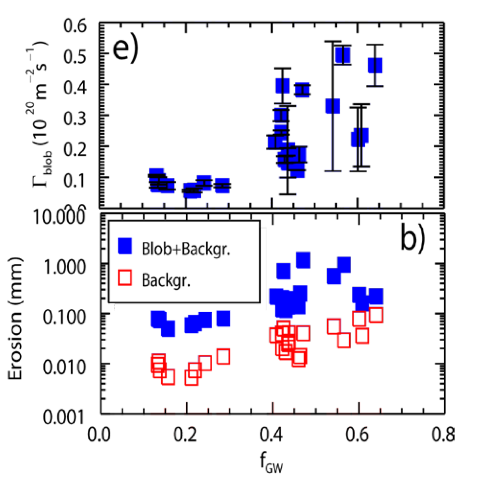 e)
Γblob (10 20 m−2 s−1)
0.6
0.5
0.4
0.3
0.2
0.1
b)
Blob+Backgr.
Backgr.
Erosion (mm)
10.000
1.000
0.100
0.010
0.001
0.0 0.2 0.4 0.6 0.8
fGW